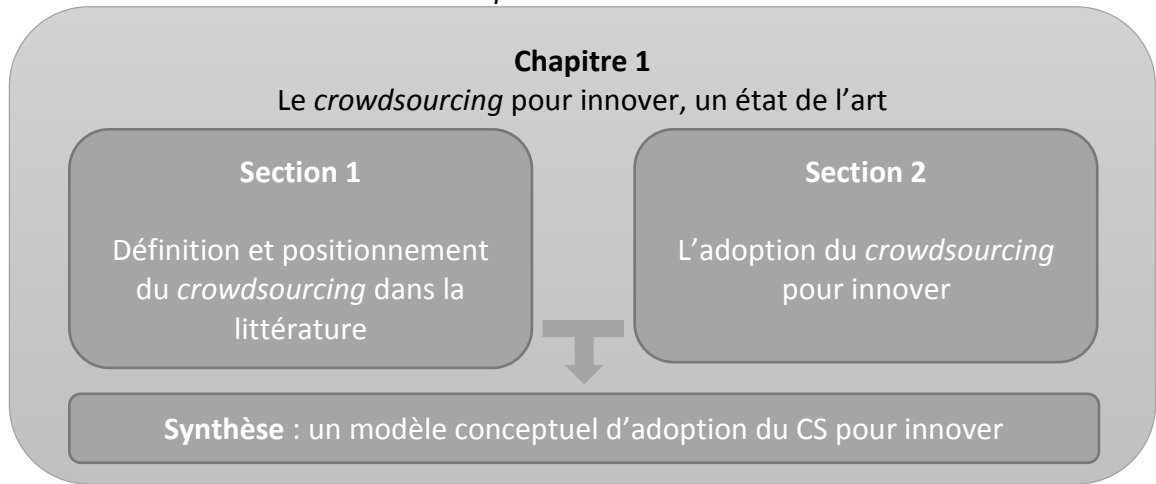 Chapitre 1
Le crowdsourcing pour innover, un état de l'art
Section 1
Définition et positionnement
du crowdsourcing dans la
littérature
Section 2
L'adoption du crowdsourcing
pour innover
Synthèse : un modèle conceptuel d'adoption du CS pour innover